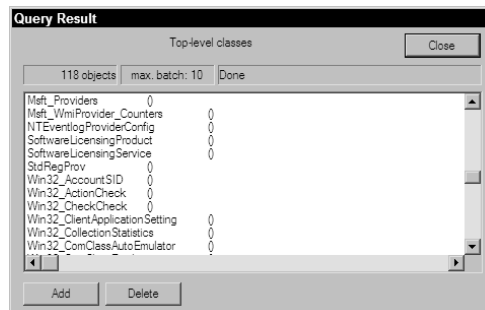 Query Result
Top-level classes
Close
118 objects max. batch: 10 Done
Msft_Providers ()
Msft_WmiProvider_Counters ()
NTEventlogProviderConfig ()
SoftwareLicensingProduct ()
SoftwareLicensingService ()
StdRegProv ()
Win32_AccountSID ()
Win32_ActionCheck ()
Win32_CheckCheck ()
Win32_ClientApplicationSetting ()
Win32_CollectionStatistics ()
Win32_ComClassAutoEmulator ()
Add Delete